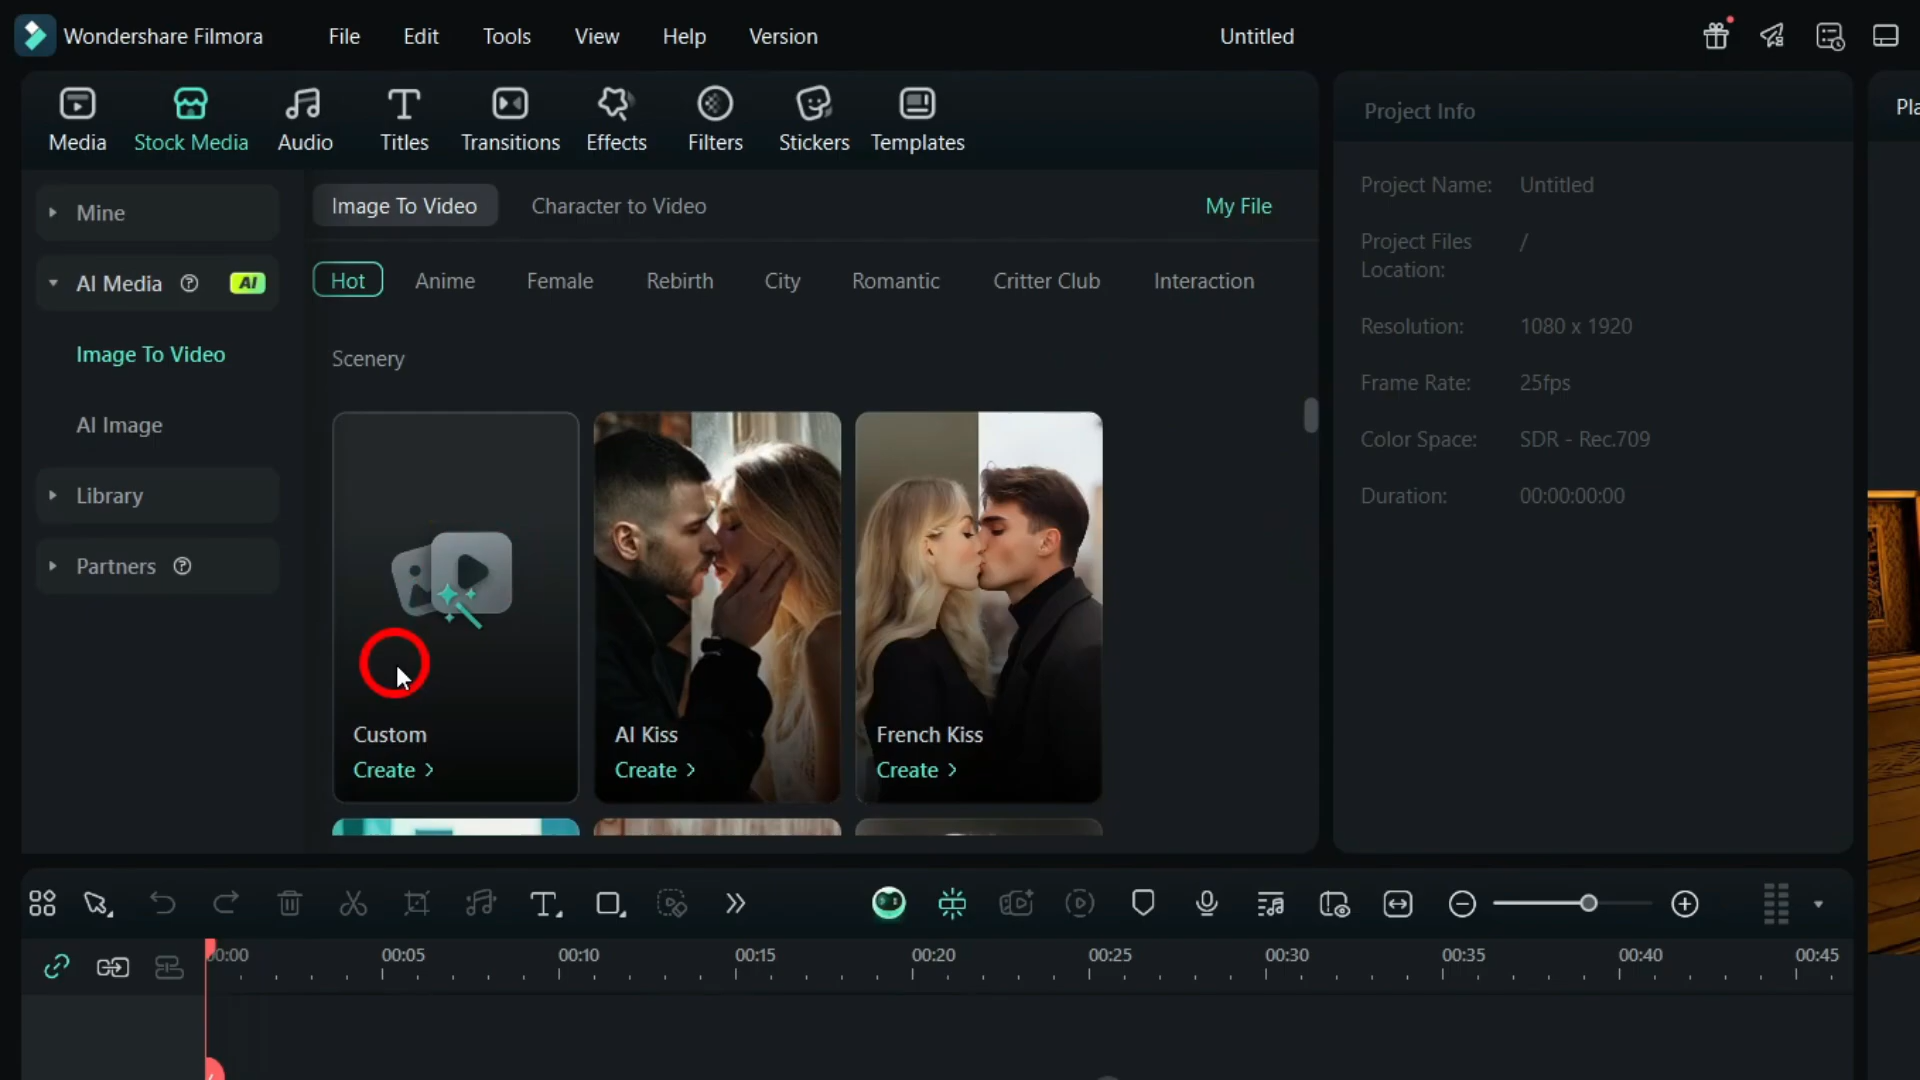 Wondershare Filmora
File
Edit
Tools
View
Help
Version
Untitled
Media
Stock Media
Audio
Titles
Transitions
Effects
Filters
Stickers
Templates
Mine
AI Media
AI
Image To Video
AI Image
Library
Partners
Image To Video
Character to Video
My File
Hot
Anime
Female
Rebirth
City
Romantic
Critter Club
Interaction
Scenery
Custom
Create >
AI Kiss
Create >
French Kiss
Create >
Project Info
Project Name: Untitled
Project Files Location: /
Resolution: 1080 x 1920
Frame Rate: 25fps
Color Space: SDR - Rec.709
Duration: 00:00:00:00
00:00
00:05
00:10
00:15
00:20
00:25
00:30
00:35
00:40
00:45